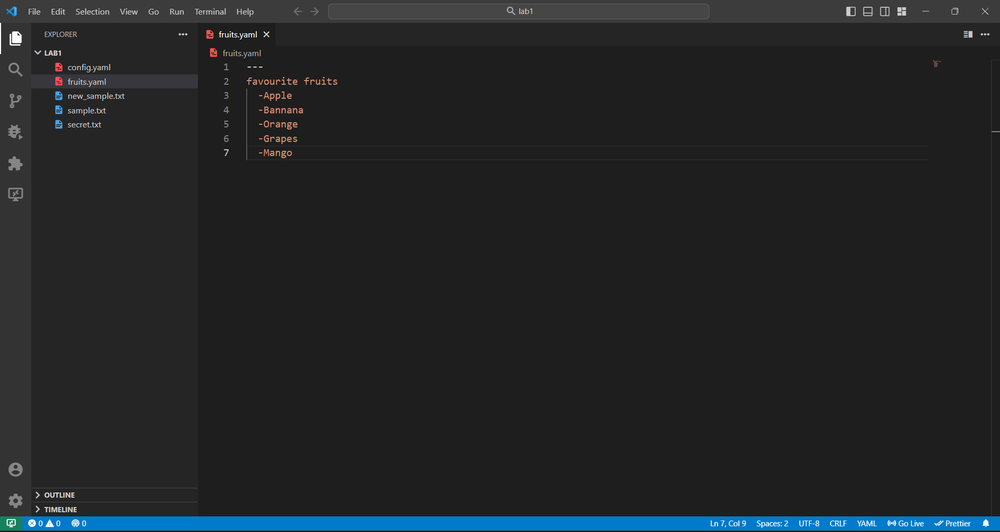 File Edit Selection View Go Run Terminal Help
lab1
EXPLORER
LAB1
config.yaml
fruits.yaml
new_sample.txt
sample.txt
secret.txt
OUTLINE
TIMELINE
fruits.yaml
fruits.yaml
1 ---
2 favourite fruits
3 -Apple
4 -Bannana
5 -Orange
6 -Grapes
7 -Mango
0 0 0 Ln 7, Col 9 Spaces: 2 UTF-8 CRLF YAML Go Live Prettier